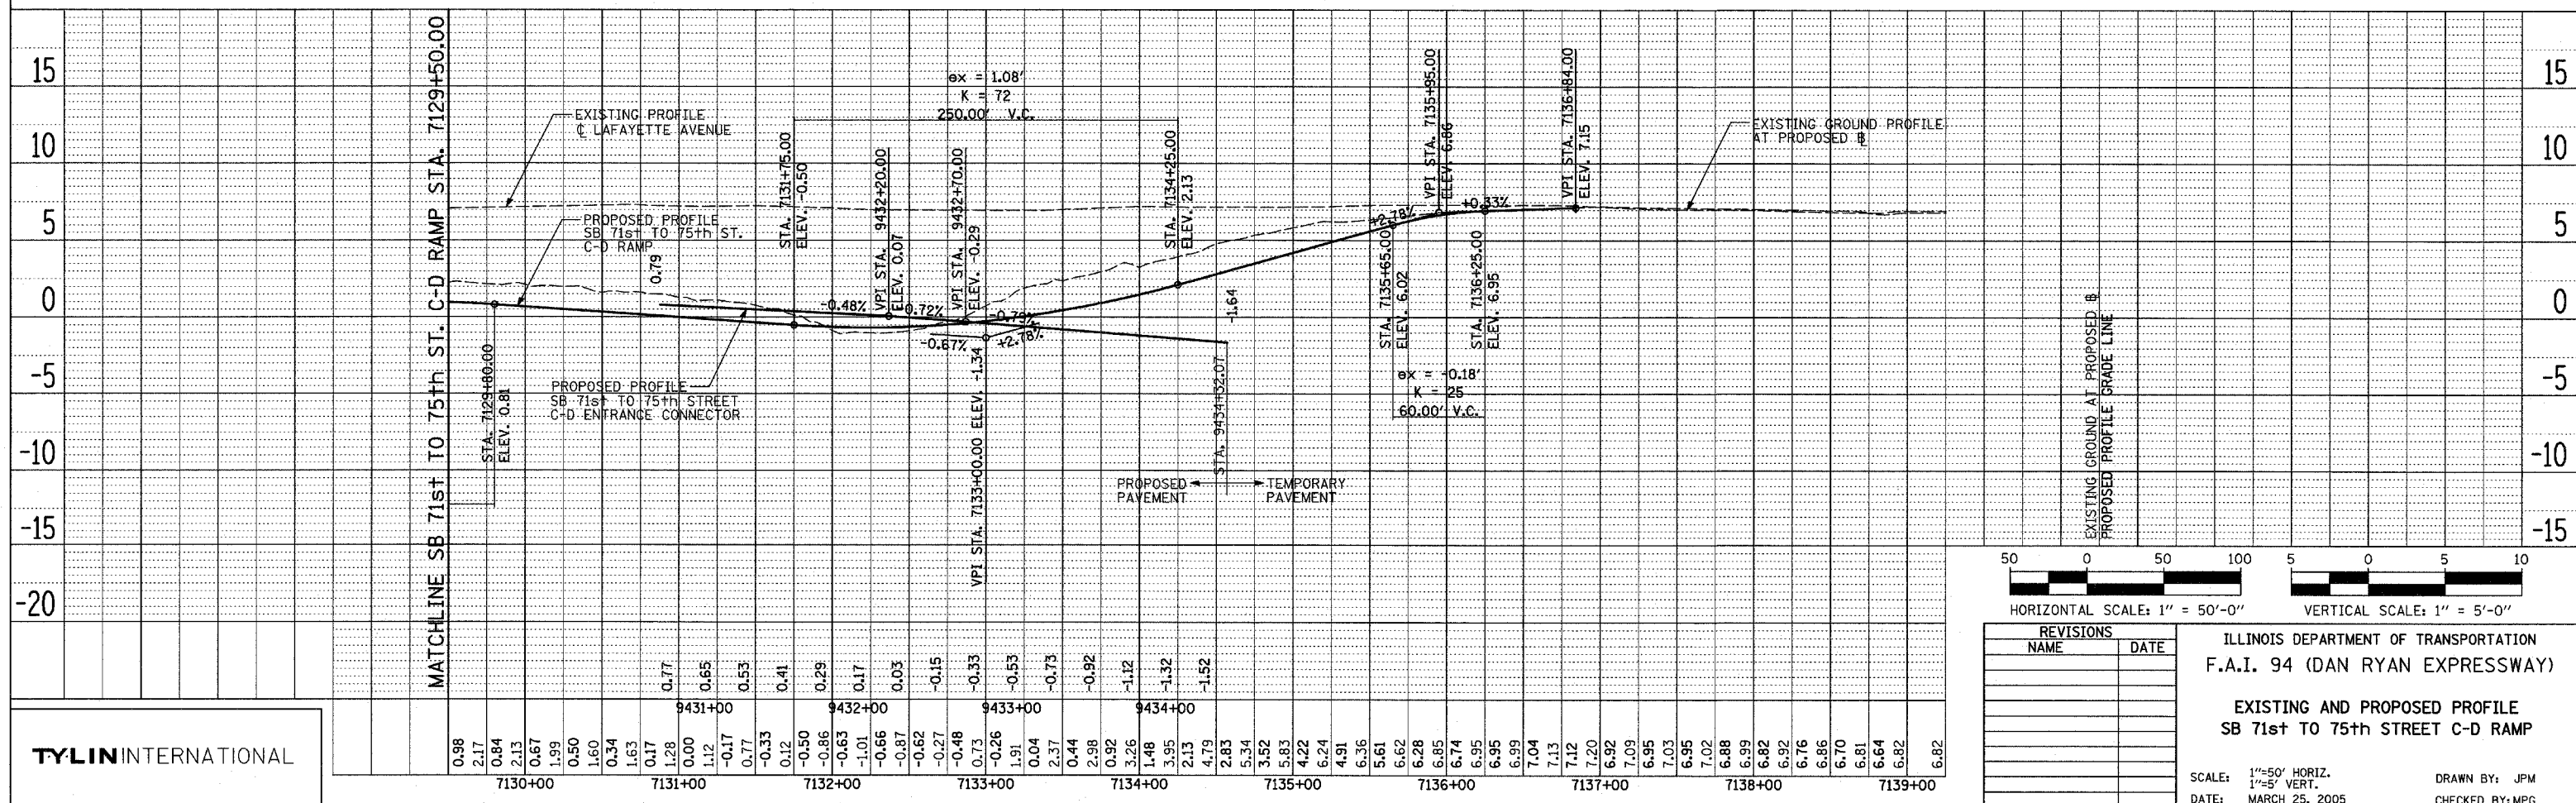 15
10
5
0
-5
-10
-15
-20
15
10
5
0
-5
-10
-15
MATCHLINE SB 71st TO 75th ST. C-D RAMP STA. 7129+50.00
EXISTING PROFILE
℄ LAFAYETTE AVENUE
PROPOSED PROFILE
SB 71st TO 75th ST.
C-D RAMP
0.79
STA. 7129+80.00
ELEV. 0.81
PROPOSED PROFILE
SB 71st TO 75th STREET
C-D ENTRANCE CONNECTOR
ex = 1.08'
K = 72
250.00' V.C.
STA. 7131+75.00
ELEV. -0.50
VPI STA. 9432+20.00
ELEV. 0.07
VPI STA. 9432+70.00
ELEV. -0.29
-0.48%
0.72%
-0.79%
-0.67%
+2.78%
VPI STA. 7133+00.00 ELEV. -1.34
STA. 7134+25.00
ELEV. 2.13
-1.64
STA. 9434+32.07
PROPOSED PAVEMENT
TEMPORARY PAVEMENT
VPI STA. 7135+95.00
ELEV. 6.86
VPI STA. 7136+84.00
ELEV. 7.15
+2.78%
+0.33%
STA. 7135+65.00
ELEV. 6.02
STA. 7136+25.00
ELEV. 6.95
ex = -0.18'
K = 25
60.00' V.C.
EXISTING GROUND PROFILE
AT PROPOSED ℄
EXISTING GROUND AT PROPOSED ℄
PROPOSED PROFILE GRADE LINE
0.77 0.65 0.53 0.41 0.29 0.17 0.03 -0.15 -0.33 -0.53 -0.73 -0.92 -1.12 -1.32 -1.52
9431+00 9432+00 9433+00 9434+00
0.98 2.17 0.84 2.13 0.67 1.99 0.50 1.60 0.34 1.63 0.17 1.28 0.00 1.12 -0.17 0.77 -0.33 0.12 -0.50 -0.86 -0.63 -1.01 -0.66 -0.87 -0.62 -0.27 -0.48 0.73 -0.26 1.91 0.04 2.37 0.44 2.98 0.92 3.26 1.48 3.95 2.13 4.79 2.83 5.34 3.52 5.83 4.22 6.24 4.91 6.36 5.61 6.62 6.28 6.85 6.74 6.95 6.95 6.99 7.04 7.13 7.12 7.20 6.92 7.09 6.95 7.03 6.95 7.02 6.88 6.99 6.82 6.92 6.76 6.86 6.70 6.81 6.64 6.82 6.82
7130+00 7131+00 7132+00 7133+00 7134+00 7135+00 7136+00 7137+00 7138+00 7139+00
TY·LIN INTERNATIONAL
50 0 50 100
HORIZONTAL SCALE: 1" = 50'-0"
5 0 5 10
VERTICAL SCALE: 1" = 5'-0"
REVISIONS
NAME DATE
ILLINOIS DEPARTMENT OF TRANSPORTATION
F.A.I. 94 (DAN RYAN EXPRESSWAY)
EXISTING AND PROPOSED PROFILE
SB 71st TO 75th STREET C-D RAMP
SCALE: 1"=50' HORIZ.
1"=5' VERT.
DRAWN BY: JPM
DATE: MARCH 25, 2005
CHECKED BY: MPG